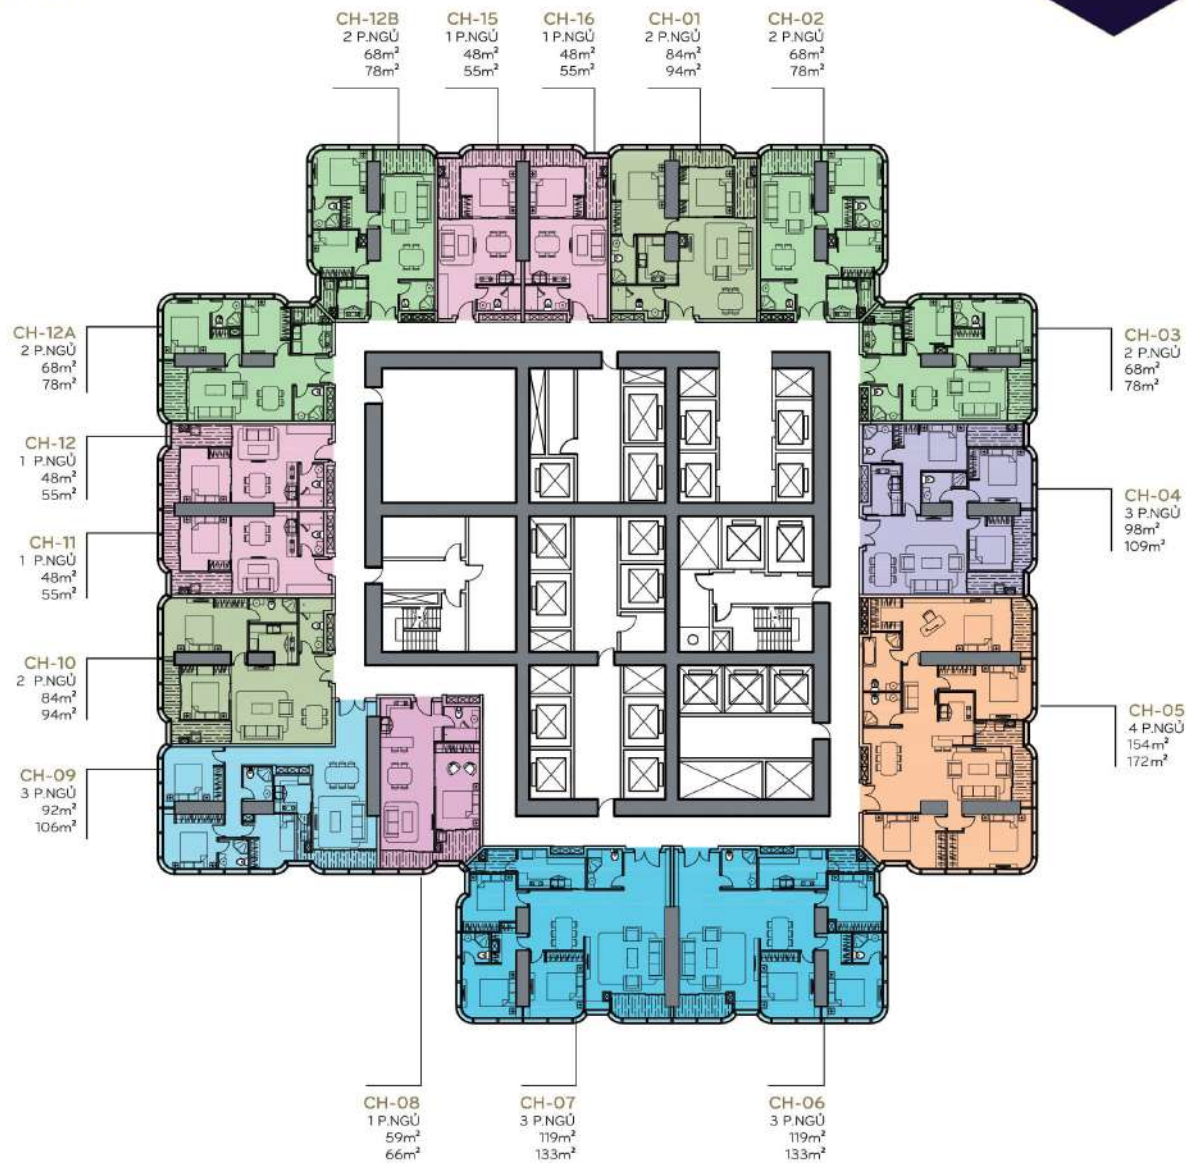 CH-12B
2 P.NGỦ
68m²
78m²
CH-15
1 P.NGỦ
48m²
55m²
CH-16
1 P.NGỦ
48m²
55m²
CH-01
2 P.NGỦ
84m²
94m²
CH-02
2 P.NGỦ
68m²
78m²
CH-12A
2 P.NGỦ
68m²
78m²
CH-03
2 P.NGỦ
68m²
78m²
CH-12
1 P.NGỦ
48m²
55m²
CH-04
3 P.NGỦ
98m²
109m²
CH-11
1 P.NGỦ
48m²
55m²
CH-10
2 P.NGỦ
84m²
94m²
CH-05
4 P.NGỦ
154m²
172m²
CH-09
3 P.NGỦ
92m²
106m²
CH-08
1 P.NGỦ
59m²
66m²
CH-07
3 P.NGỦ
119m²
133m²
CH-06
3 P.NGỦ
119m²
133m²